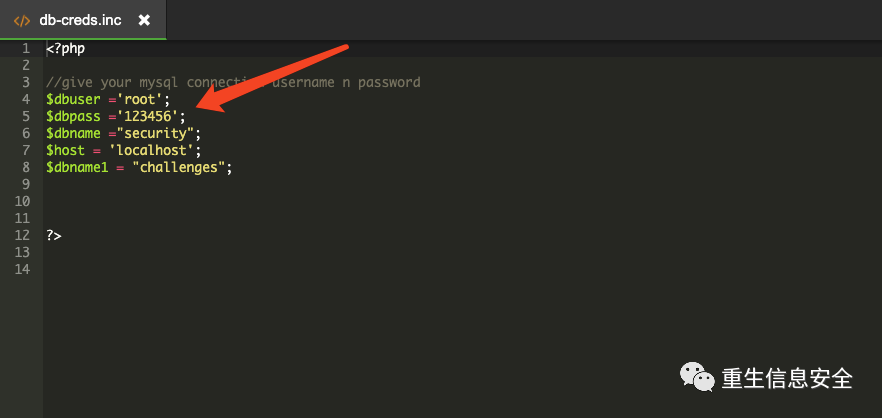 db-creds.inc
1 <?php
2
3 //give your mysql connection username n password
4 $dbuser ='root';
5 $dbpass ='123456';
6 $dbname ="security";
7 $host = 'localhost';
8 $dbname1 = "challenges";
9
10
11
12 ?>
13
14
重生信息安全